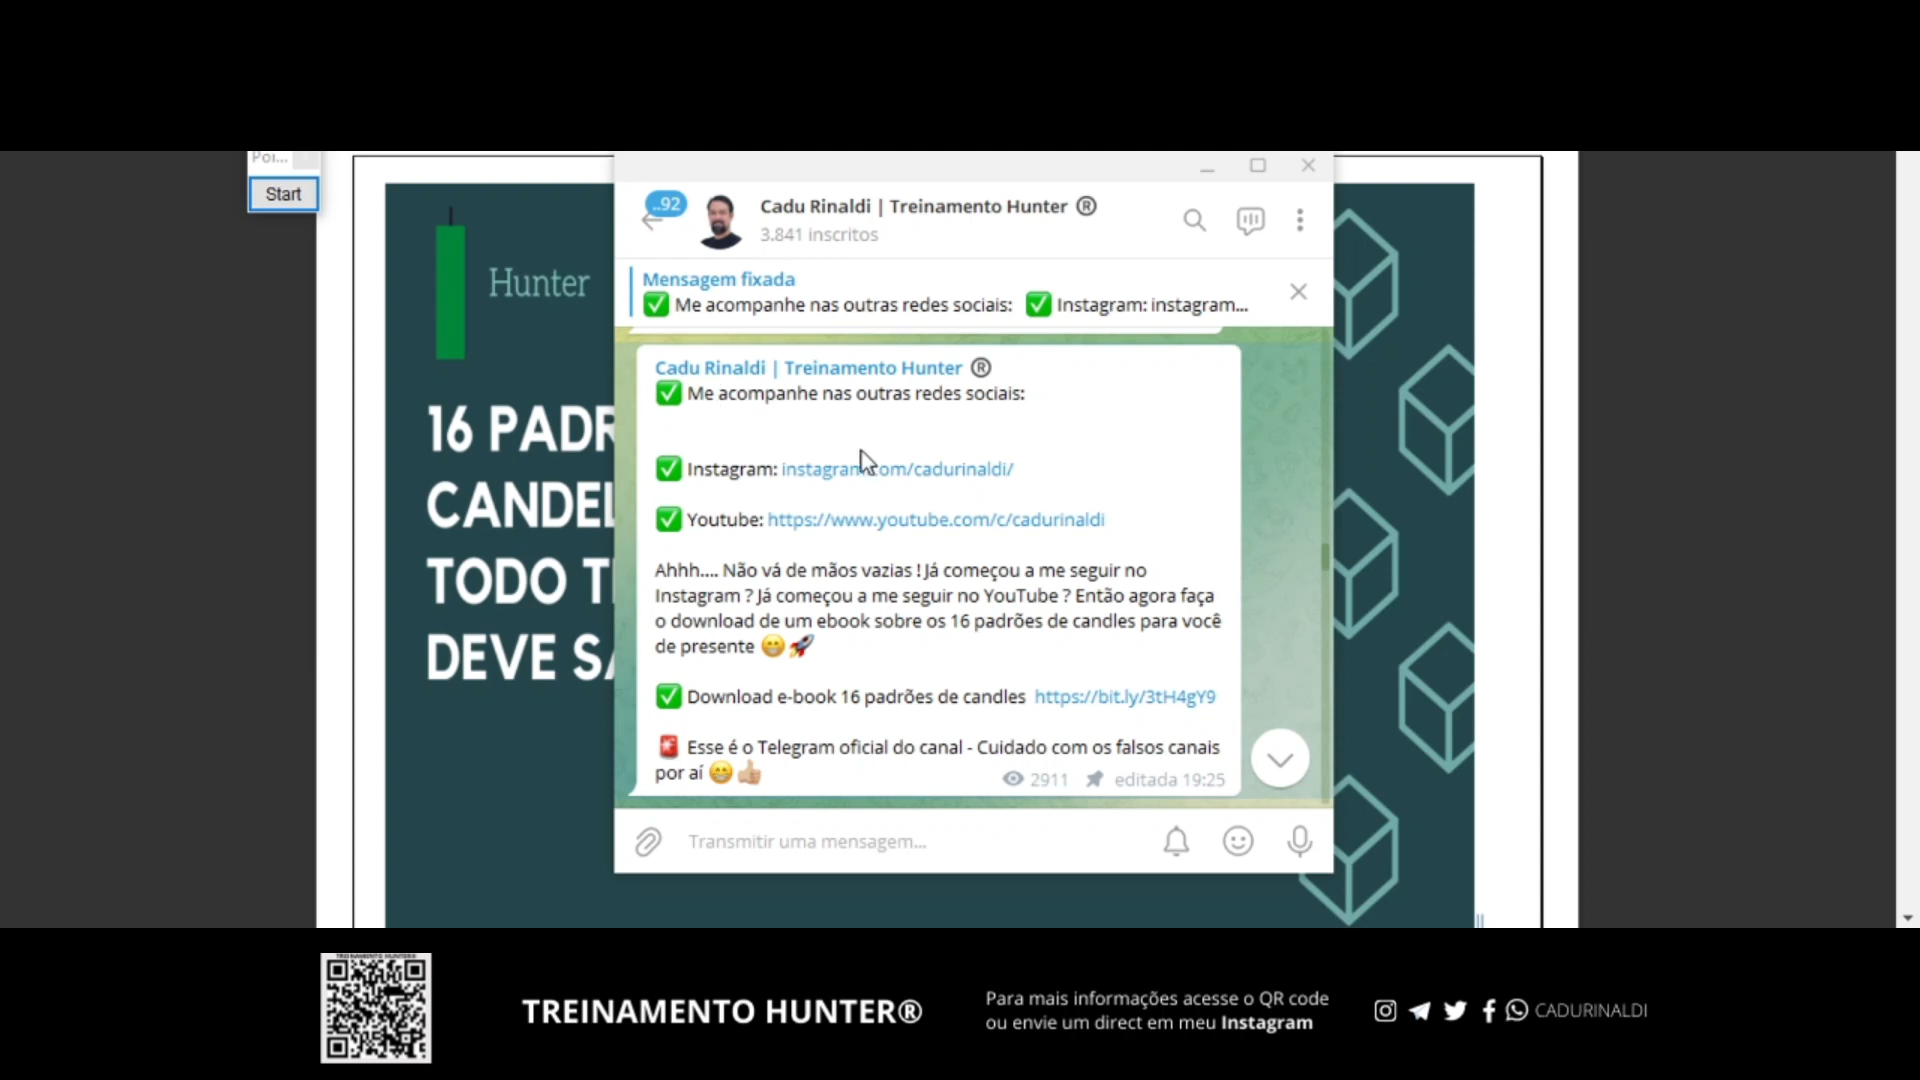 Poi...
Start
Hunter
16 PADR
CANDEL
TODO T
DEVE SA
..92
Cadu Rinaldi | Treinamento Hunter ®
3.841 inscritos
Mensagem fixada
✅ Me acompanhe nas outras redes sociais: ✅ Instagram: instagram...
Cadu Rinaldi | Treinamento Hunter ®
✅ Me acompanhe nas outras redes sociais:
✅ Instagram: instagram.com/cadurinaldi/
✅ Youtube: https://www.youtube.com/c/cadurinaldi
Ahhh.... Não vá de mãos vazias ! Já começou a me seguir no
Instagram ? Já começou a me seguir no YouTube ? Então agora faça
o download de um ebook sobre os 16 padrões de candles para você
de presente 😁🚀
✅ Download e-book 16 padrões de candles https://bit.ly/3tH4gY9
🚨 Esse é o Telegram oficial do canal - Cuidado com os falsos canais
por aí 😁👍🏼
2911 editada 19:25
Transmitir uma mensagem...
TREINAMENTO HUNTER®
Para mais informações acesse o QR code
ou envie um direct em meu Instagram
CADURINALDI